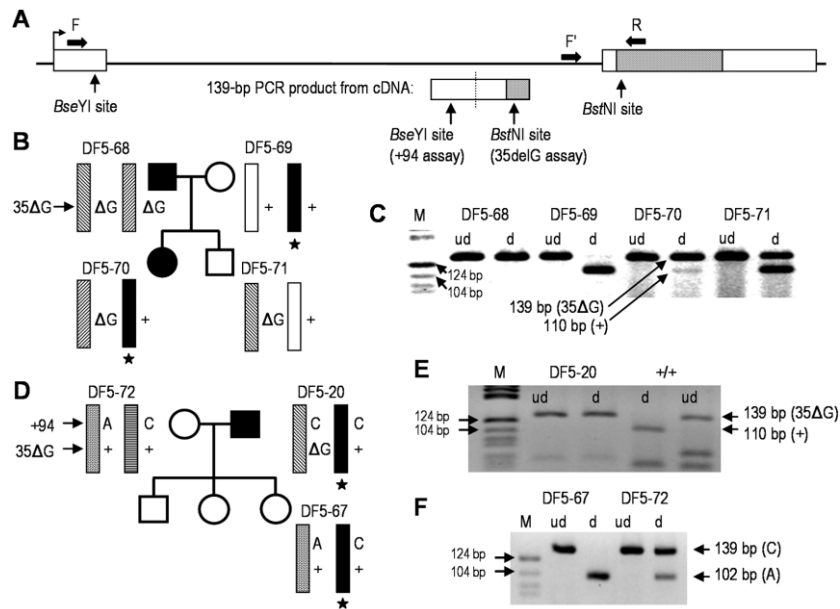 A
F
F'
R
BseYI site
139-bp PCR product from cDNA:
BstNI site
BseYI site
(+94 assay)
BstNI site
(35delG assay)
B
DF5-68
DF5-69
35ΔG
ΔG
ΔG
+
+
★
DF5-70
DF5-71
ΔG
+
ΔG
+
★
C
M
DF5-68
DF5-69
DF5-70
DF5-71
ud
d
ud
d
ud
d
ud
d
124 bp
104 bp
139 bp (35ΔG)
110 bp (+)
D
DF5-72
DF5-20
+94
A
C
C
C
35ΔG
+
+
ΔG
+
★
DF5-67
A
C
+
+
★
E
M
DF5-20
+/+
ud
d
d
ud
124 bp
104 bp
139 bp (35ΔG)
110 bp (+)
F
DF5-67
DF5-72
M
ud
d
ud
d
124 bp
104 bp
139 bp (C)
102 bp (A)